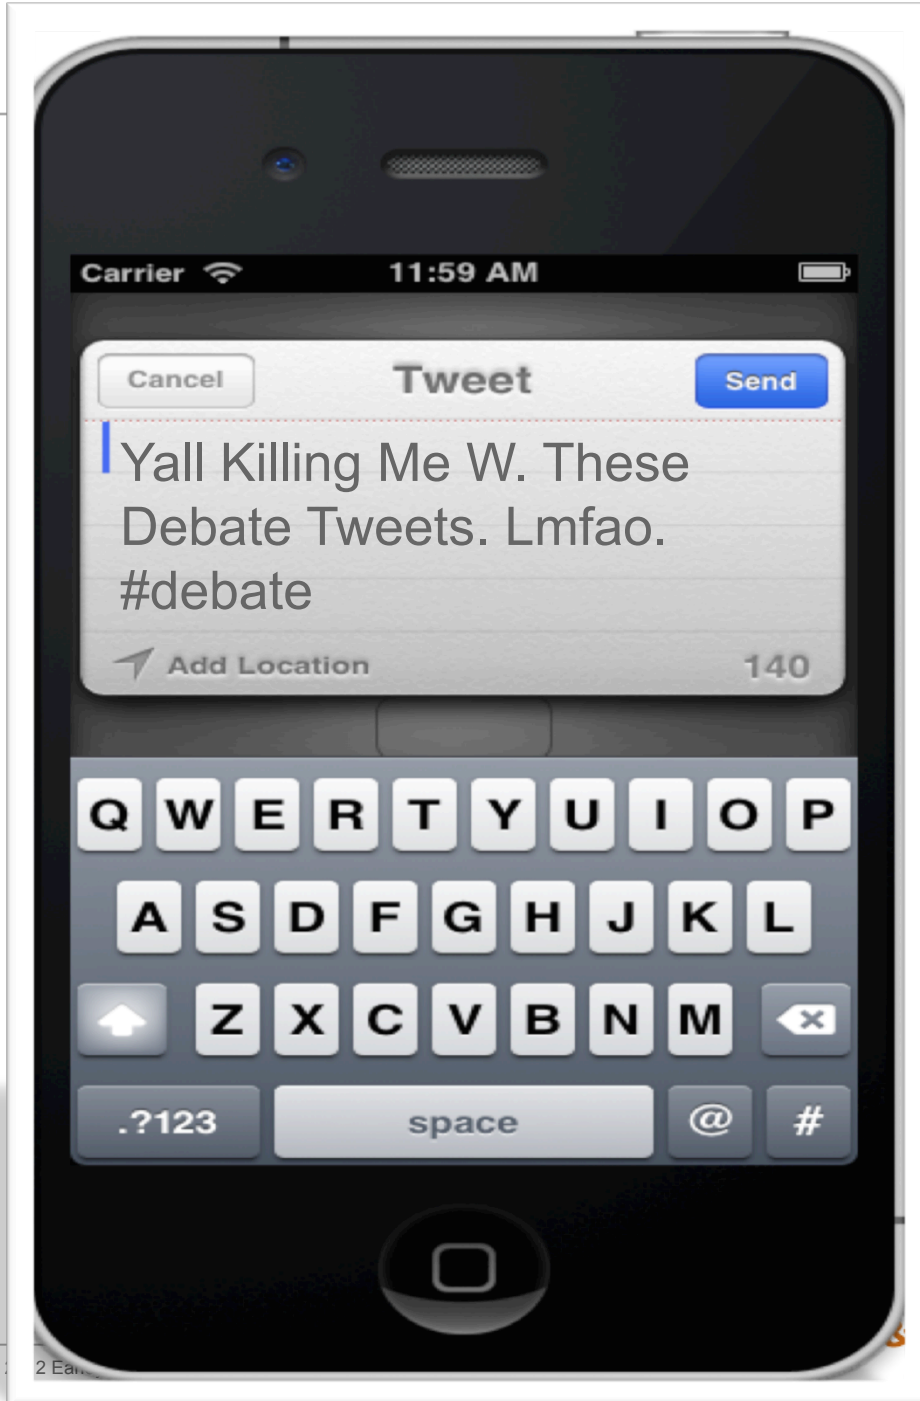 Carrier 11:59 AM
Cancel Tweet Send
Yall Killing Me W. These
Debate Tweets. Lmfao.
#debate
Add Location 140
Q W E R T Y U I O P
A S D F G H J K L
Z X C V B N M
.?123 space @ #
&